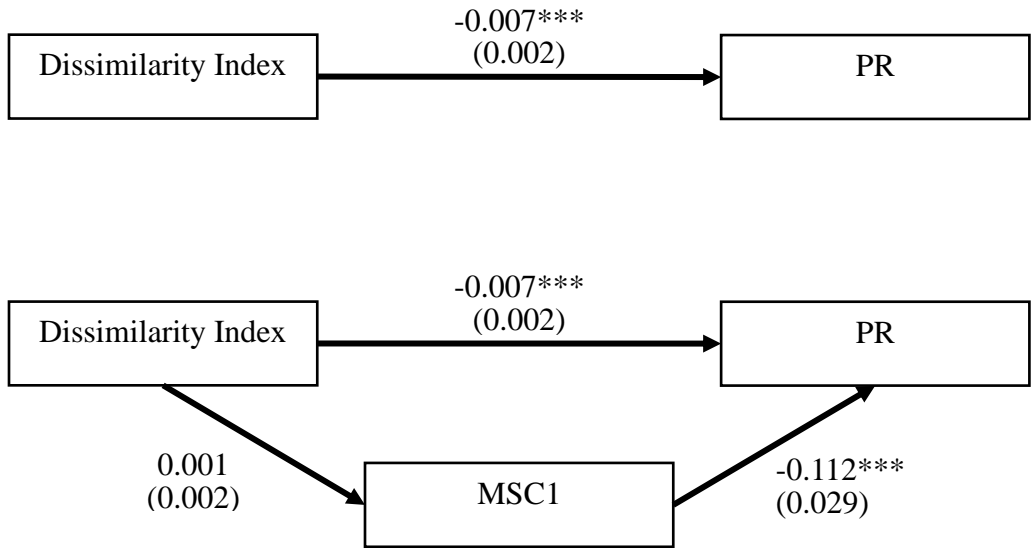 -0.007***
(0.002)
Dissimilarity Index
PR
-0.007***
(0.002)
Dissimilarity Index
PR
0.001
(0.002)
MSC1
-0.112***
(0.029)